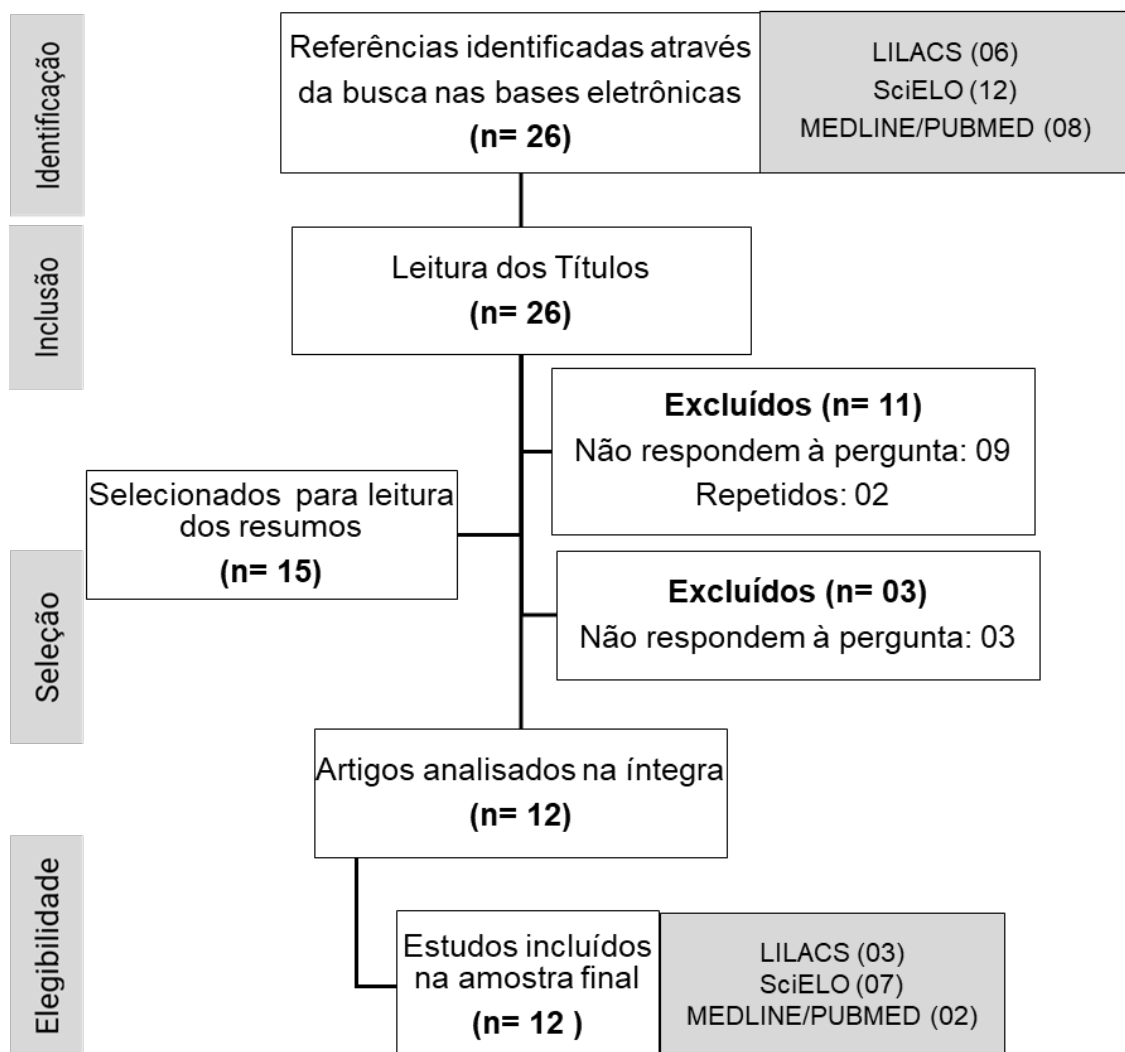 Identificação
Referências identificadas através
da busca nas bases eletrônicas
(n= 26)
LILACS (06)
SciELO (12)
MEDLINE/PUBMED (08)
Inclusão
Leitura dos Títulos
(n= 26)
Excluídos (n= 11)
Não respondem à pergunta: 09
Repetidos: 02
Selecionados para leitura
dos resumos
(n= 15)
Seleção
Excluídos (n= 03)
Não respondem à pergunta: 03
Artigos analisados na íntegra
(n= 12)
Elegibilidade
Estudos incluídos
na amostra final
(n= 12 )
LILACS (03)
SciELO (07)
MEDLINE/PUBMED (02)